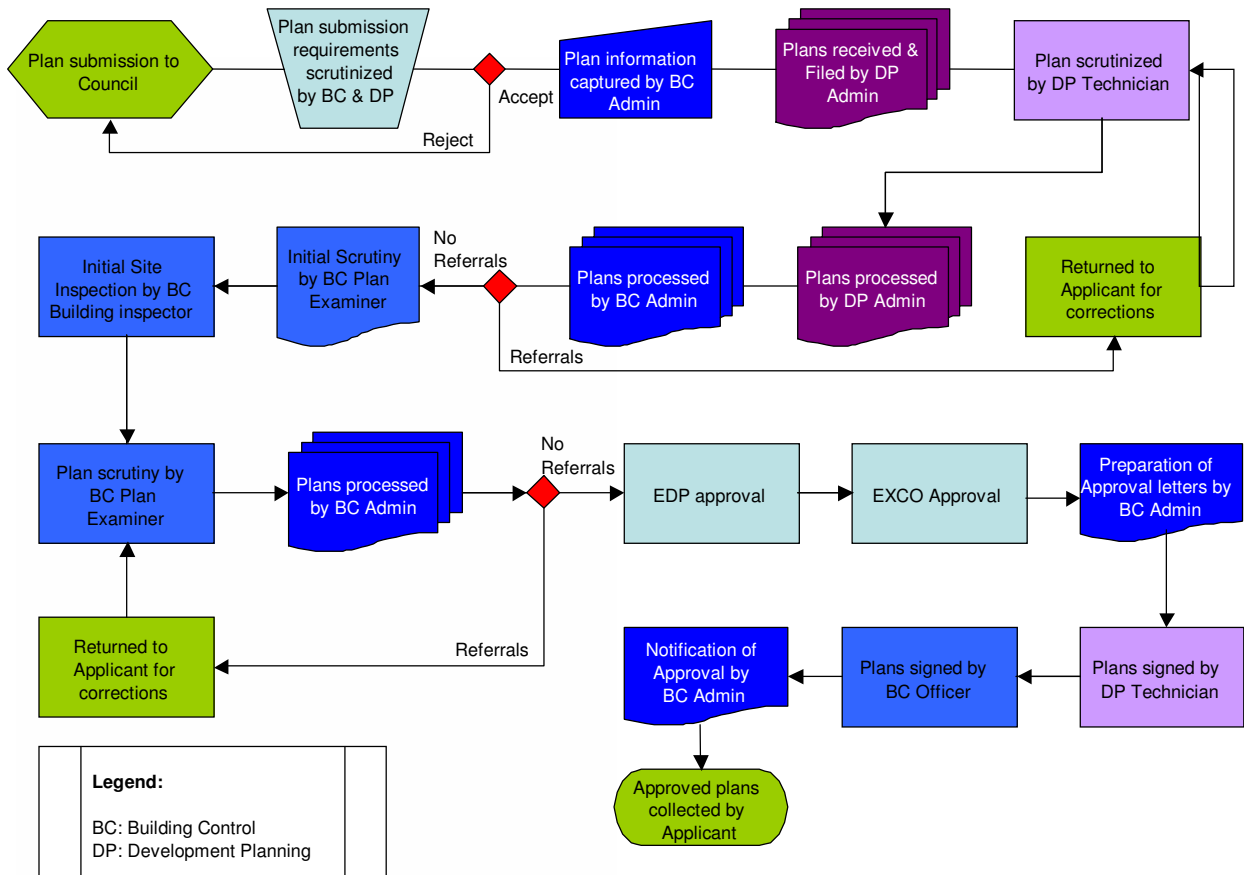 Plan submission to
Council
Plan submission
requirements
scrutinized
by BC & DP
Accept
Reject
Plan information
captured by BC
Admin
Plans received &
Filed by DP
Admin
Plan scrutinized
by DP Technician
Initial Site
Inspection by BC
Building inspector
Initial Scrutiny
by BC Plan
Examiner
No
Referrals
Referrals
Plans processed
by BC Admin
Plans processed
by DP Admin
Returned to
Applicant for
corrections
Plan scrutiny by
BC Plan
Examiner
Plans processed
by BC Admin
No
Referrals
Referrals
EDP approval
EXCO Approval
Preparation of
Approval letters by
BC Admin
Returned to
Applicant for
corrections
Notification of
Approval by
BC Admin
Plans signed by
BC Officer
Plans signed by
DP Technician
Approved plans
collected by
Applicant
Legend:
BC: Building Control
DP: Development Planning